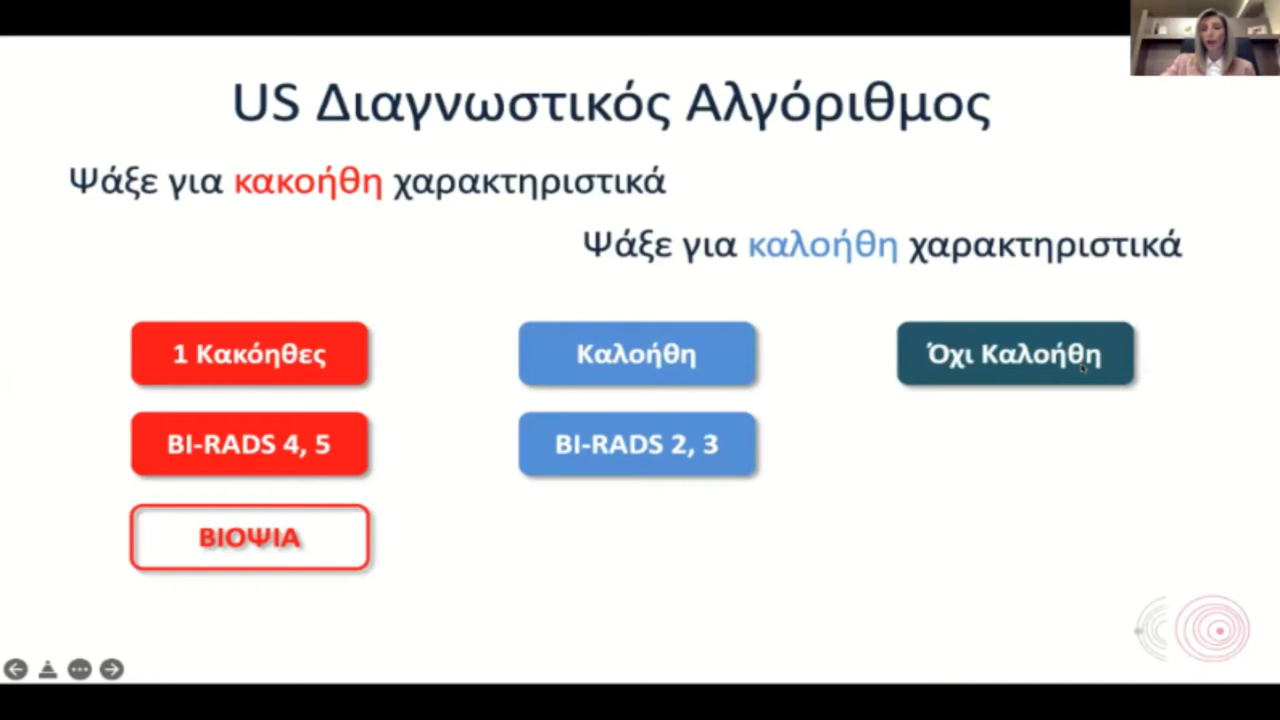 US Διαγνωστικός Αλγόριθμος
Ψάξε για κακοήθη χαρακτηριστικά
Ψάξε για καλοήθη χαρακτηριστικά
1 Κακόηθες
Καλοήθη
Όχι Καλοήθη
BI-RADS 4, 5
BI-RADS 2, 3
ΒΙΟΨΙΑ